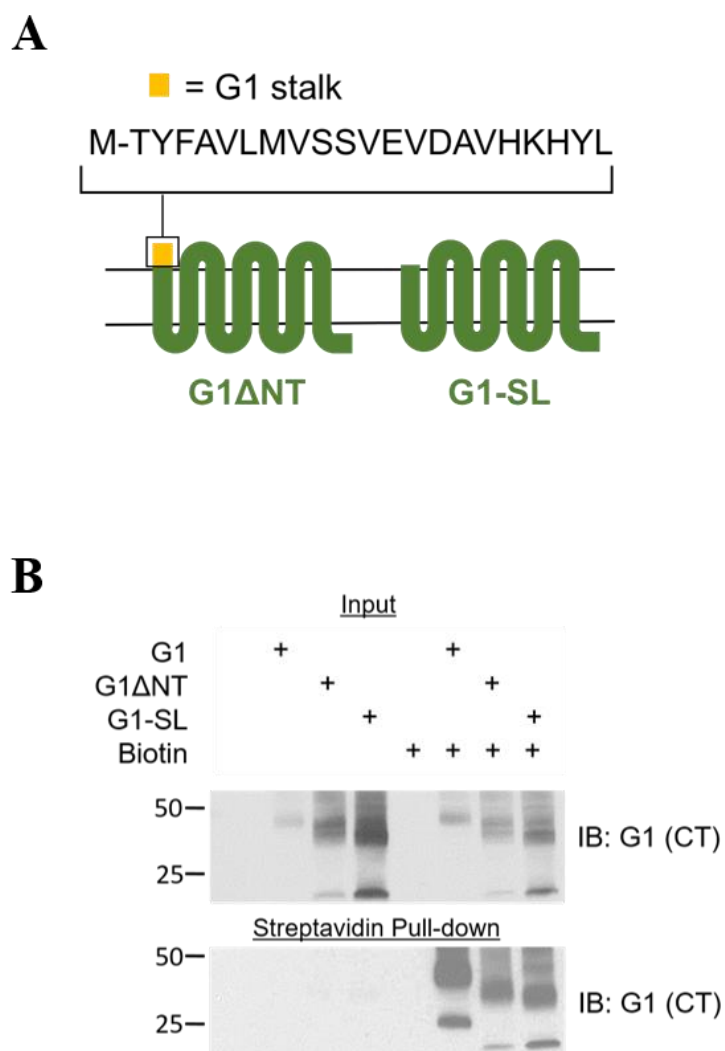 A
= G1 stalk
M-TYFAVLMVSSVEVDAVHKHYL
G1ΔNT G1-SL
B
Input
G1 +  +
G1ΔNT +  +
G1-SL +  +
Biotin + + + +
50
25
IB: G1 (CT)
Streptavidin Pull-down
50
25
IB: G1 (CT)